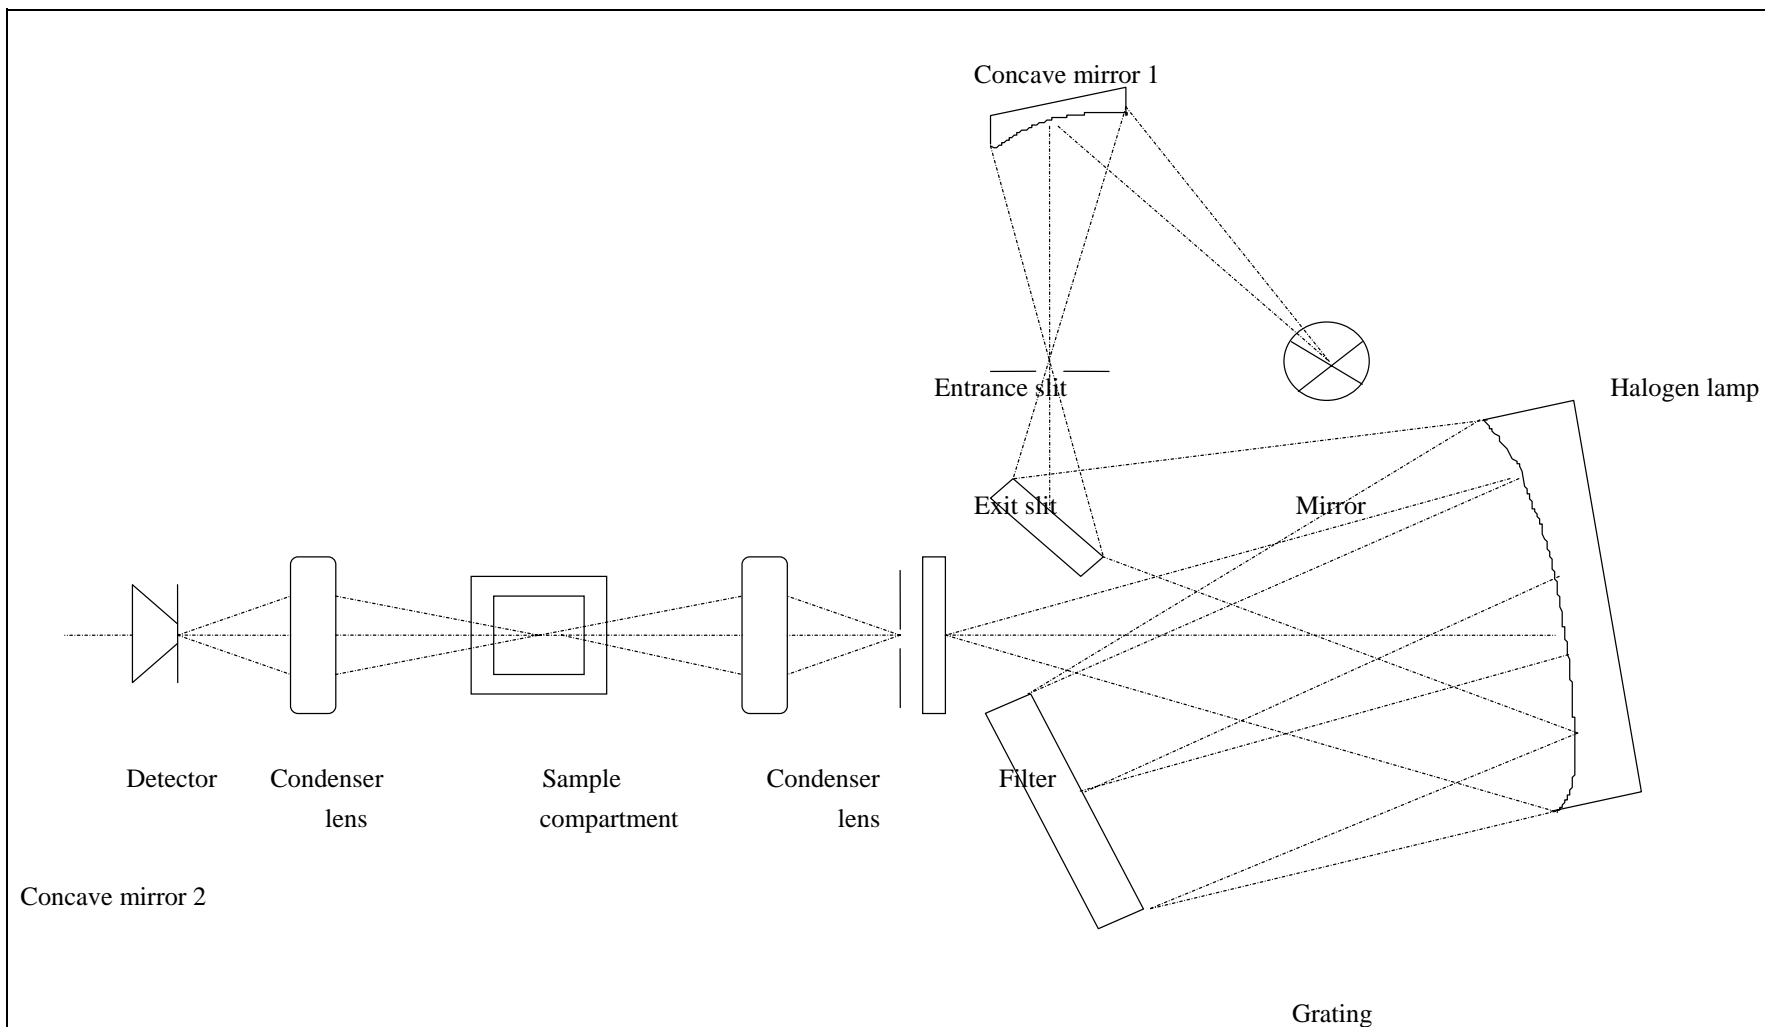 Concave mirror 1
Entrance slit
Halogen lamp
Exit slit
Mirror
Detector
Condenser
lens
Sample
compartment
Condenser
lens
Filter
Concave mirror 2
Grating